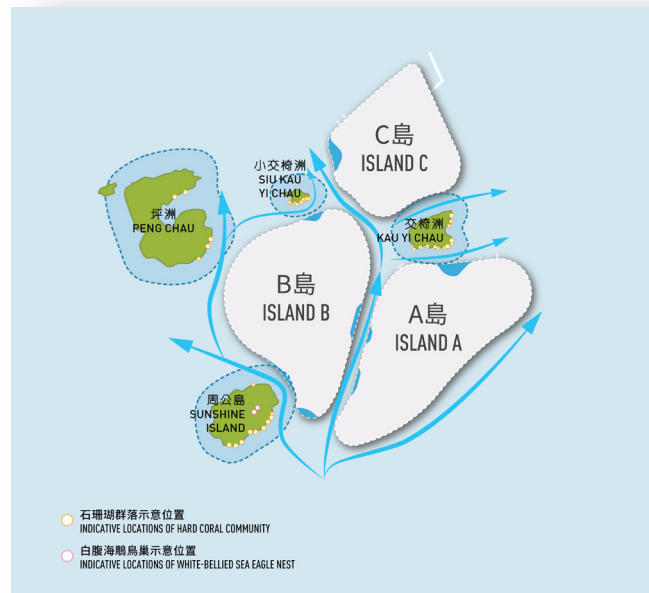 C島
ISLAND C
小交椅洲
SIU KAU
YI CHAU
坪洲
PENG CHAU
交椅洲
KAU YI CHAU
B島
ISLAND B
A島
ISLAND A
周公島
SUNSHINE
ISLAND
石珊瑚群落示意位置
INDICATIVE LOCATIONS OF HARD CORAL COMMUNITY
白腹海鵰鳥巢示意位置
INDICATIVE LOCATIONS OF WHITE-BELLIED SEA EAGLE NEST